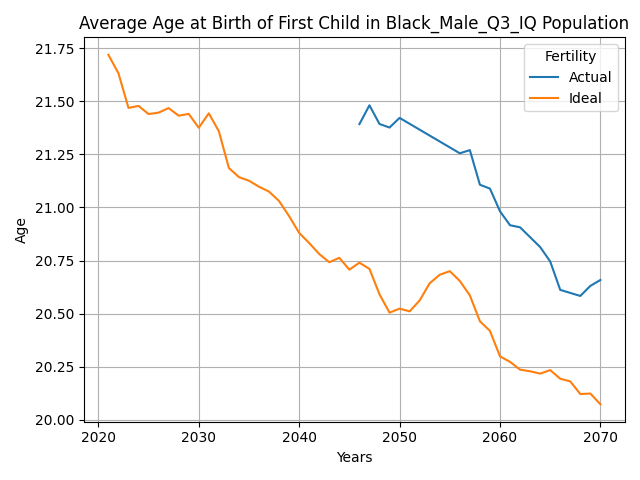 Average Age at Birth of First Child in Black_Male_Q3_IQ Population
Fertility
Actual
Ideal
Age
21.75
21.50
21.25
21.00
20.75
20.50
20.25
20.00
2020 2030 2040 2050 2060 2070
Years